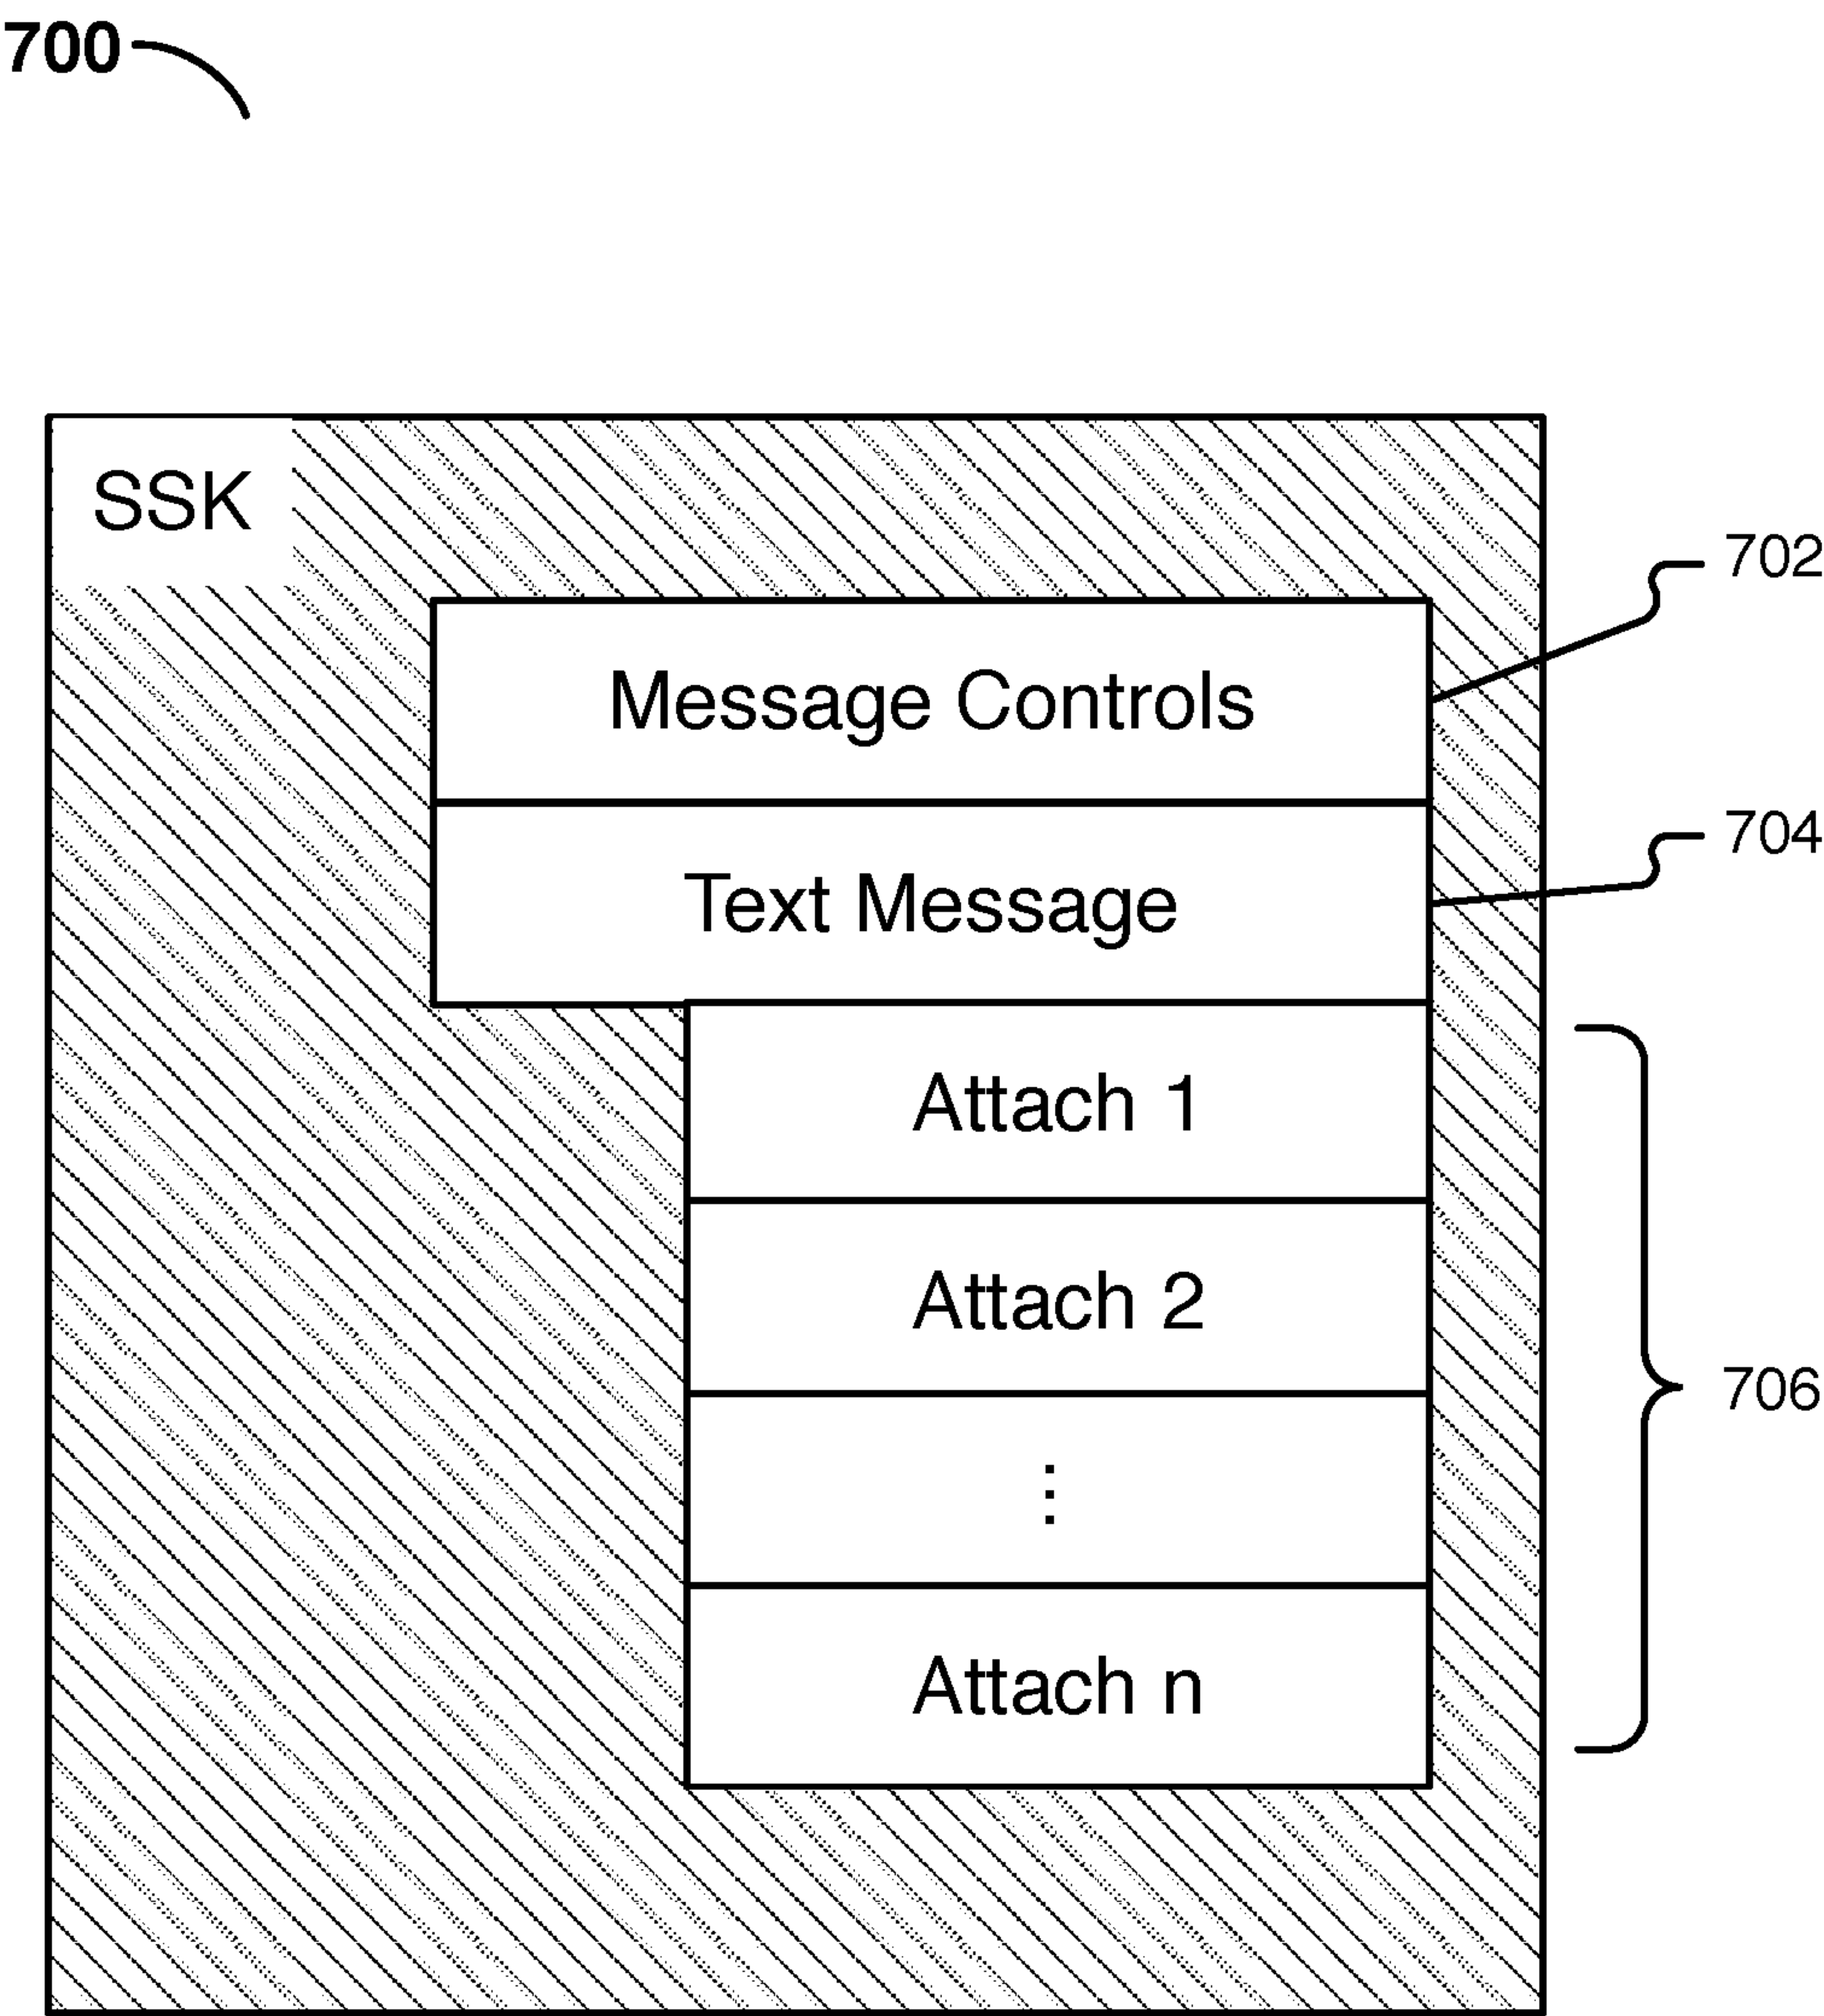 700
SSK
702
Message Controls
704
Text Message
Attach 1
Attach 2
706
⋮
Attach n